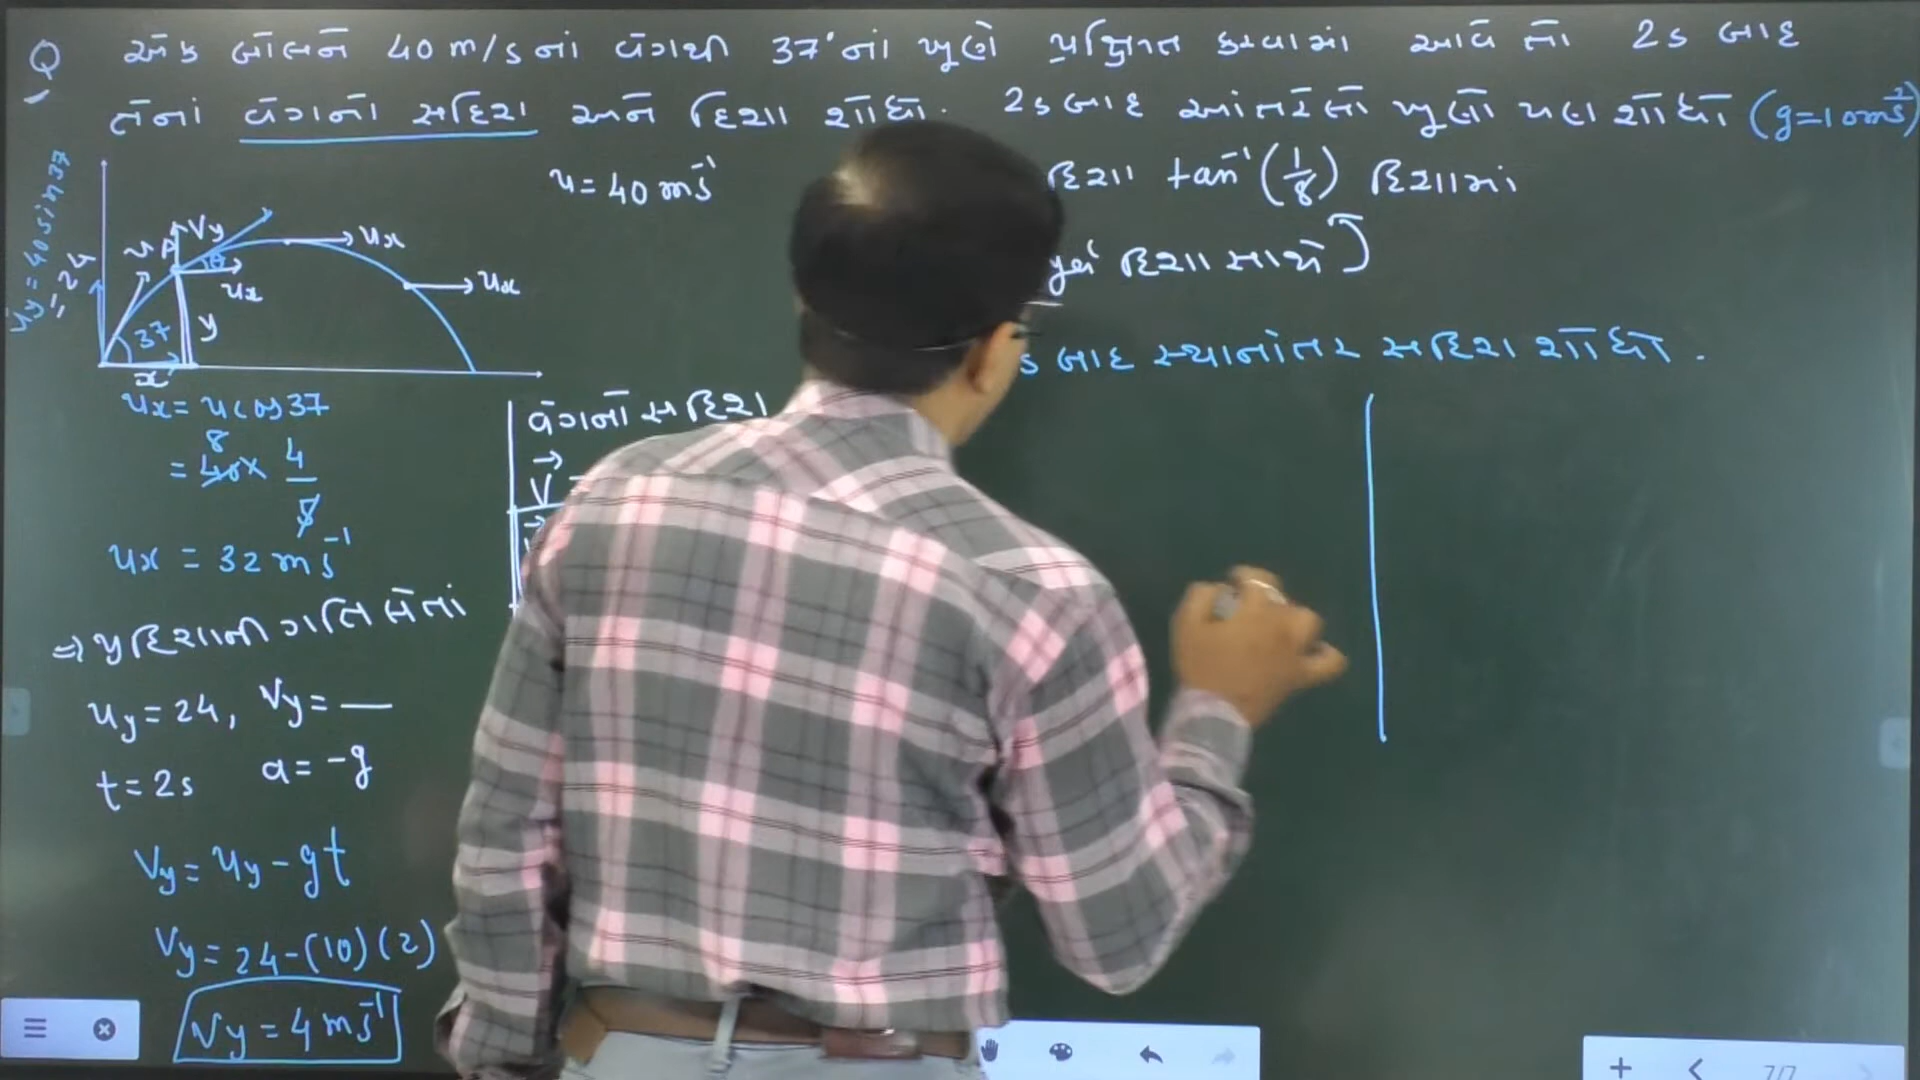 Q એક બોલને 40 m/s નાં વેગથી 37° નાં ખુણે પ્રક્ષિપ્ત કરવામાં આવે તો 2s બાદ
તેનાં વેગનો સદિશ અને દિશા શોધો. 2s બાદ આંતરેલો ખુણો પણ શોધો (g=10ms⁻²)
u = 40 ms⁻¹
દિશા tan⁻¹(1/8) દિશામાં
દિશા સાથે
બાદ સ્થાનાંતર સદિશ શોધો.
uy = 40 sin 37
= 24
Vy
A
θ
ux
ux
ux
37
y
x
ux = u cos 37
= 40 × 4/5
8
ux = 32 ms⁻¹
⇒ y દિશાની ગતિ લેતાં
uy = 24, Vy = —
t = 2s a = -g
Vy = uy - gt
Vy = 24 - (10)(2)
Vy = 4 ms⁻¹
વેગનો સદિશ
V
7/7